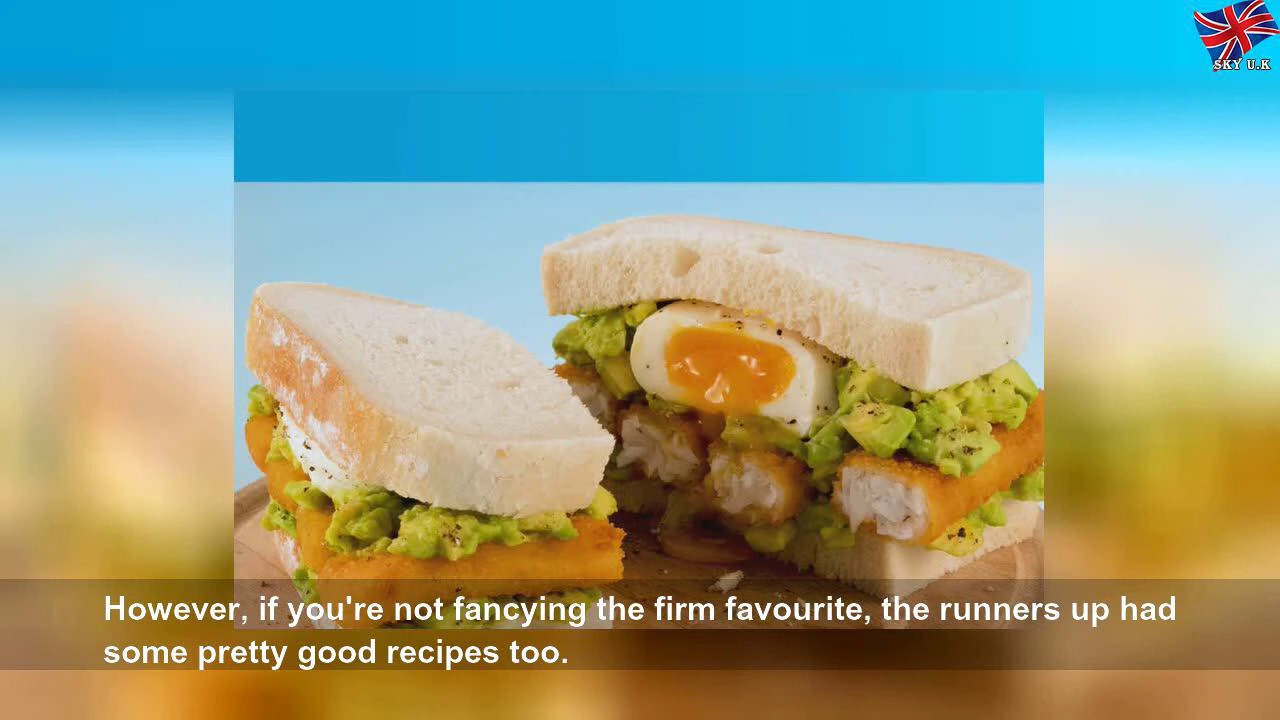 SKY U.K
However, if you're not fancying the firm favourite, the runners up had
some pretty good recipes too.